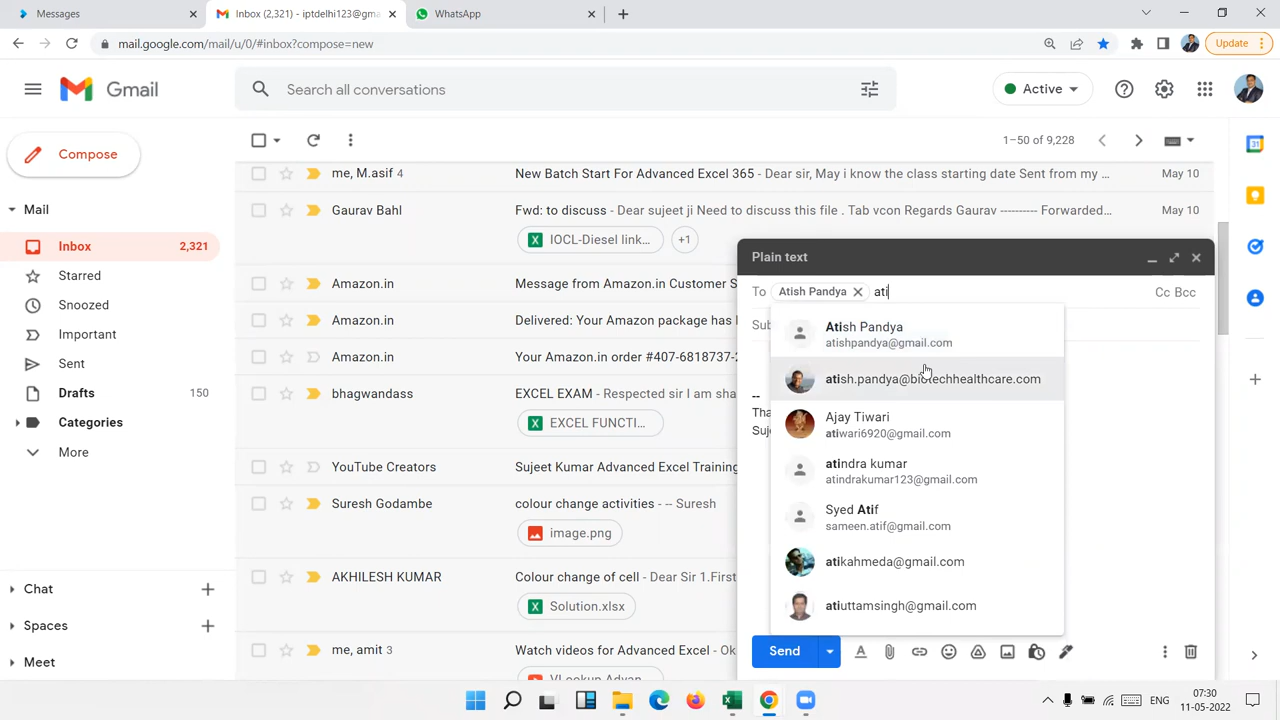 Messages
Inbox (2,321) - iptdelhi123@gma
WhatsApp
mail.google.com/mail/u/0/#inbox?compose=new
Update
Gmail
Search all conversations
Active
Compose
1–50 of 9,228
Mail
Inbox 2,321
Starred
Snoozed
Important
Sent
Drafts 150
Categories
More
Chat
Spaces
Meet
me, M.asif 4 New Batch Start For Advanced Excel 365 - Dear sir, May i know the class starting date Sent from my … May 10
Gaurav Bahl Fwd: to discuss - Dear sujeet ji Need to discuss this file . Tab vcon Regards Gaurav ---------- Forwarded… May 10
IOCL-Diesel link… +1
Amazon.in Message from Amazon.in Customer S
Amazon.in Delivered: Your Amazon package has
Amazon.in Your Amazon.in order #407-6818737-2
bhagwandass EXCEL EXAM - Respected sir I am sha
EXCEL FUNCTI…
YouTube Creators Sujeet Kumar Advanced Excel Training
Suresh Godambe colour change activities - -- Suresh
image.png
AKHILESH KUMAR Colour change of cell - Dear Sir 1.First
Solution.xlsx
me, amit 3 Watch videos for Advanced Excel - Ok
VLookup Advan
Plain text
To Atish Pandya ati Cc Bcc
Sub
--
Tha
Suje
Atish Pandya
atishpandya@gmail.com
atish.pandya@biotechhealthcare.com
Ajay Tiwari
atiwari6920@gmail.com
atindra kumar
atindrakumar123@gmail.com
Syed Atif
sameen.atif@gmail.com
atikahmeda@gmail.com
atiuttamsingh@gmail.com
Send
ENG
07:30
11-05-2022